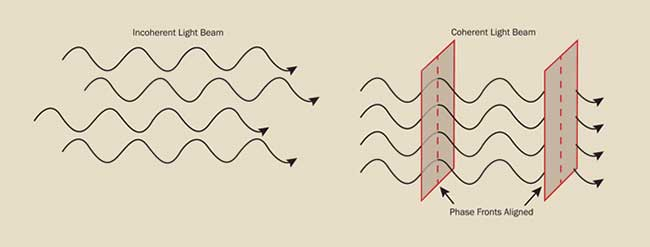 Incoherent Light Beam
Coherent Light Beam
Phase Fronts Aligned